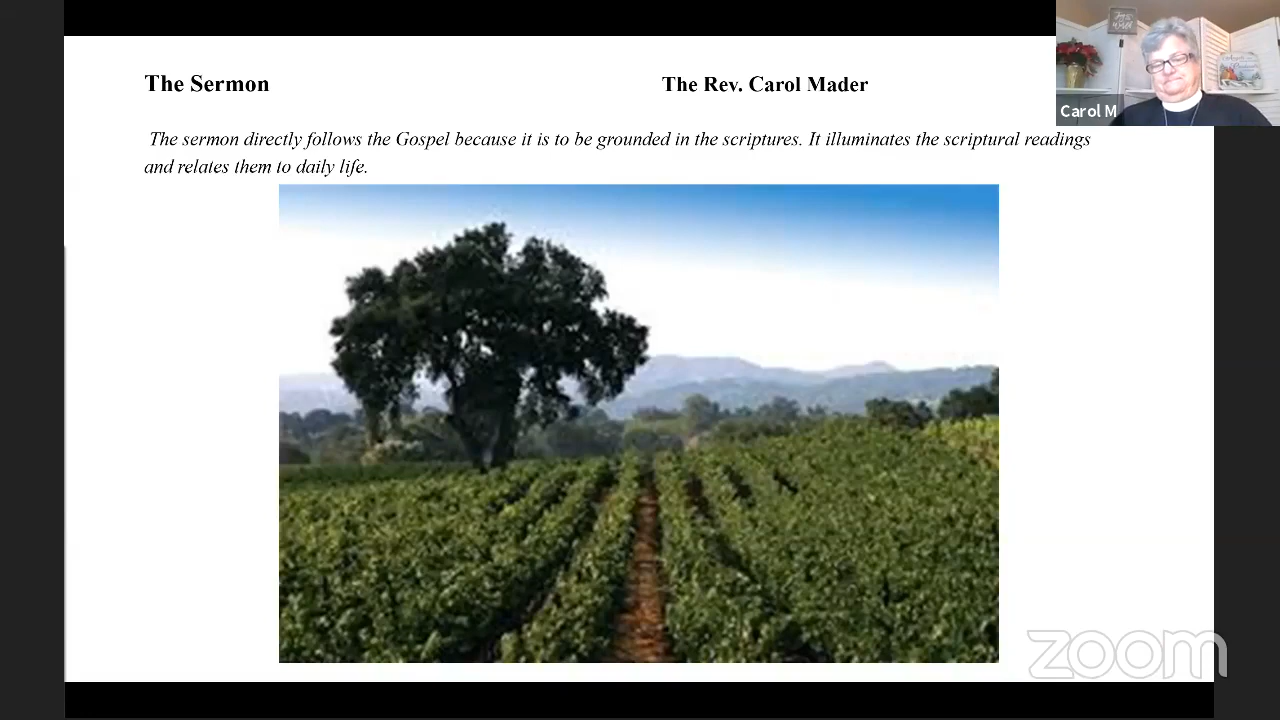 The Sermon
The Rev. Carol Mader
Carol M
The sermon directly follows the Gospel because it is to be grounded in the scriptures. It illuminates the scriptural readings
and relates them to daily life.
zoom